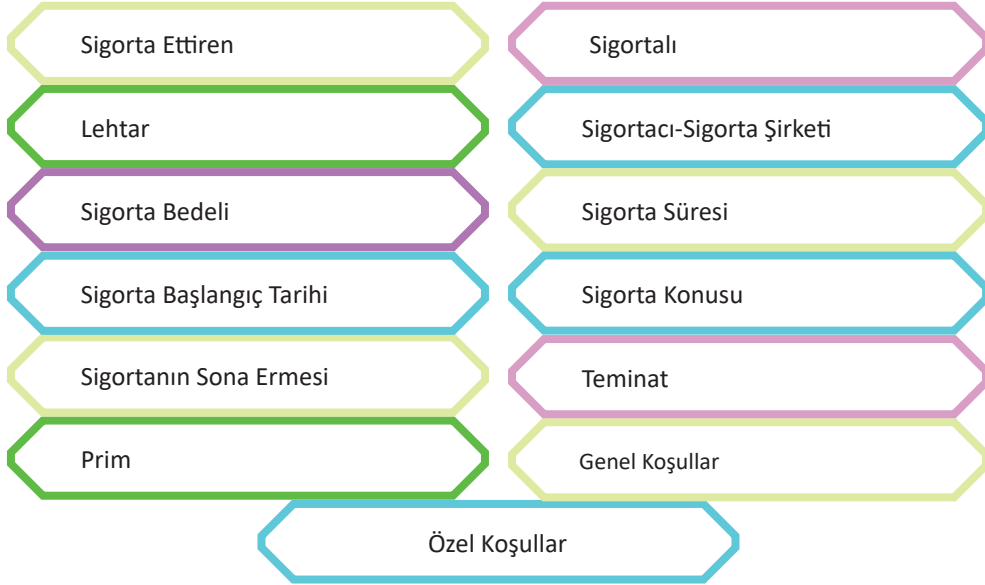 Sigorta Ettiren
Sigortalı
Lehtar
Sigortacı-Sigorta Şirketi
Sigorta Bedeli
Sigorta Süresi
Sigorta Başlangıç Tarihi
Sigorta Konusu
Sigortanın Sona Ermesi
Teminat
Prim
Genel Koşullar
Özel Koşullar